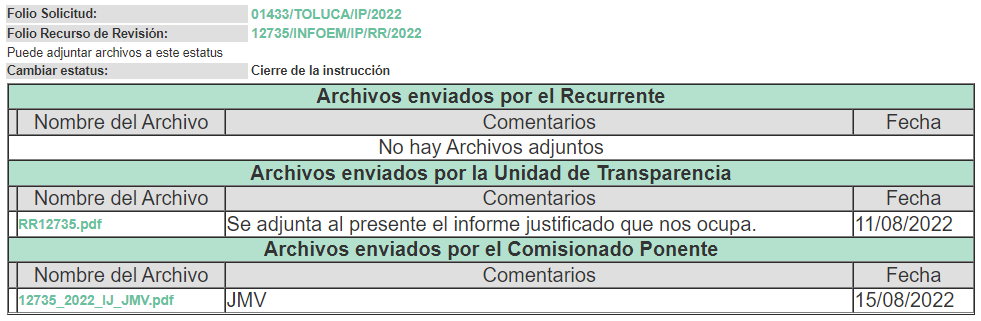 Folio Solicitud: 01433/TOLUCA/IP/2022
Folio Recurso de Revisión: 12735/INFOEM/IP/RR/2022
Puede adjuntar archivos a este estatus
Cambiar estatus: Cierre de la instrucción
Archivos enviados por el Recurrente
Nombre del Archivo Comentarios Fecha
No hay Archivos adjuntos
Archivos enviados por la Unidad de Transparencia
Nombre del Archivo Comentarios Fecha
RR12735.pdf Se adjunta al presente el informe justificado que nos ocupa. 11/08/2022
Archivos enviados por el Comisionado Ponente
Nombre del Archivo Comentarios Fecha
12735_2022_IJ_JMV.pdf JMV 15/08/2022